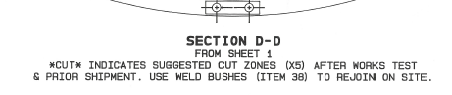 SECTION D-D
FROM SHEET 1
*CUT* INDICATES SUGGESTED CUT ZONES (X5) AFTER WORKS TEST
& PRIOR SHIPMENT. USE WELD BUSHES (ITEM 38) TO REJOIN ON SITE.